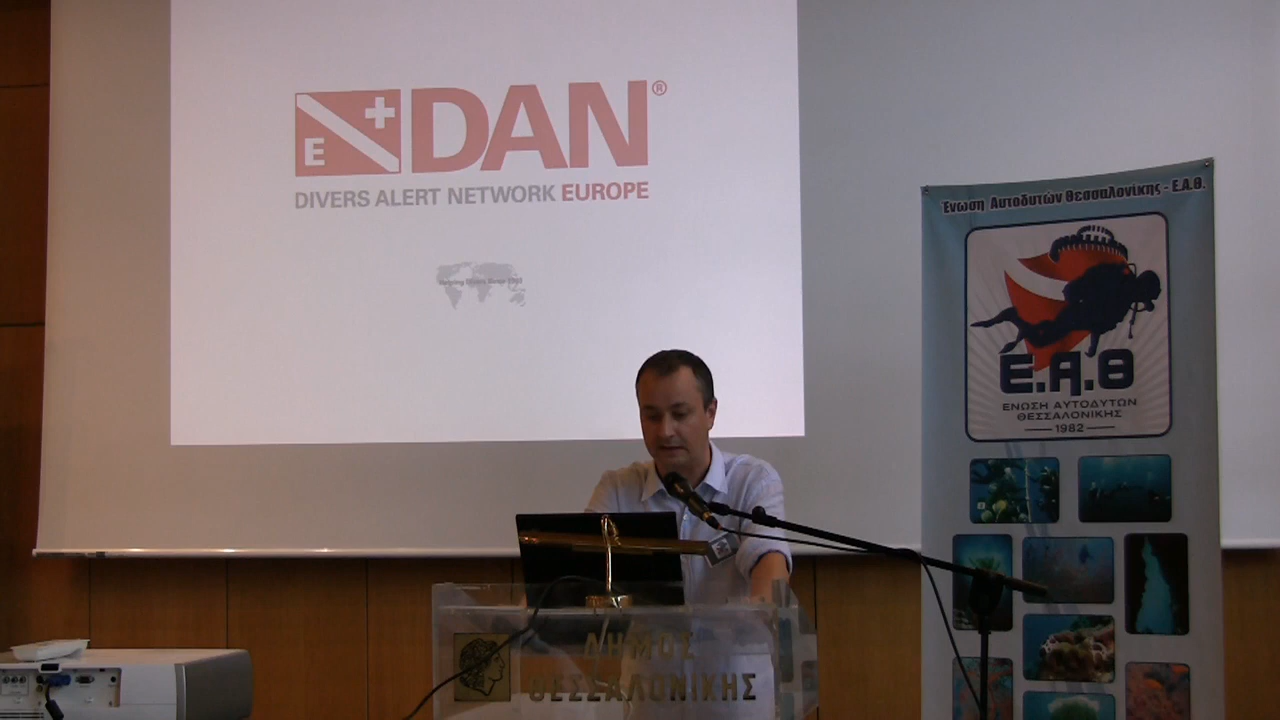 E
DAN®
DIVERS ALERT NETWORK EUROPE
Ένωση Αυτοδυτών Θεσσαλονίκης - Ε.Α.Θ.
Ε.Α.Θ
ΕΝΩΣΗ ΑΥΤΟΔΥΤΩΝ
ΘΕΣΣΑΛΟΝΙΚΗΣ
1982
ΔΗΜΟΣ
ΘΕΣΣΑΛΟΝΙΚΗΣ